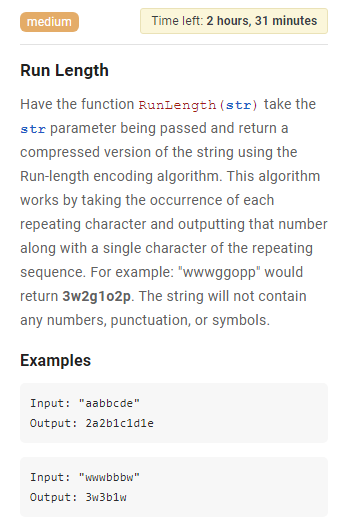 medium
Time left: 2 hours, 31 minutes
Run Length
Have the function RunLength(str) take the
str parameter being passed and return a
compressed version of the string using the
Run-length encoding algorithm. This algorithm
works by taking the occurrence of each
repeating character and outputting that number
along with a single character of the repeating
sequence. For example: "wwwggopp" would
return 3w2g1o2p. The string will not contain
any numbers, punctuation, or symbols.
Examples
Input: "aabbcde"
Output: 2a2b1c1d1e
Input: "wwwbbbw"
Output: 3w3b1w